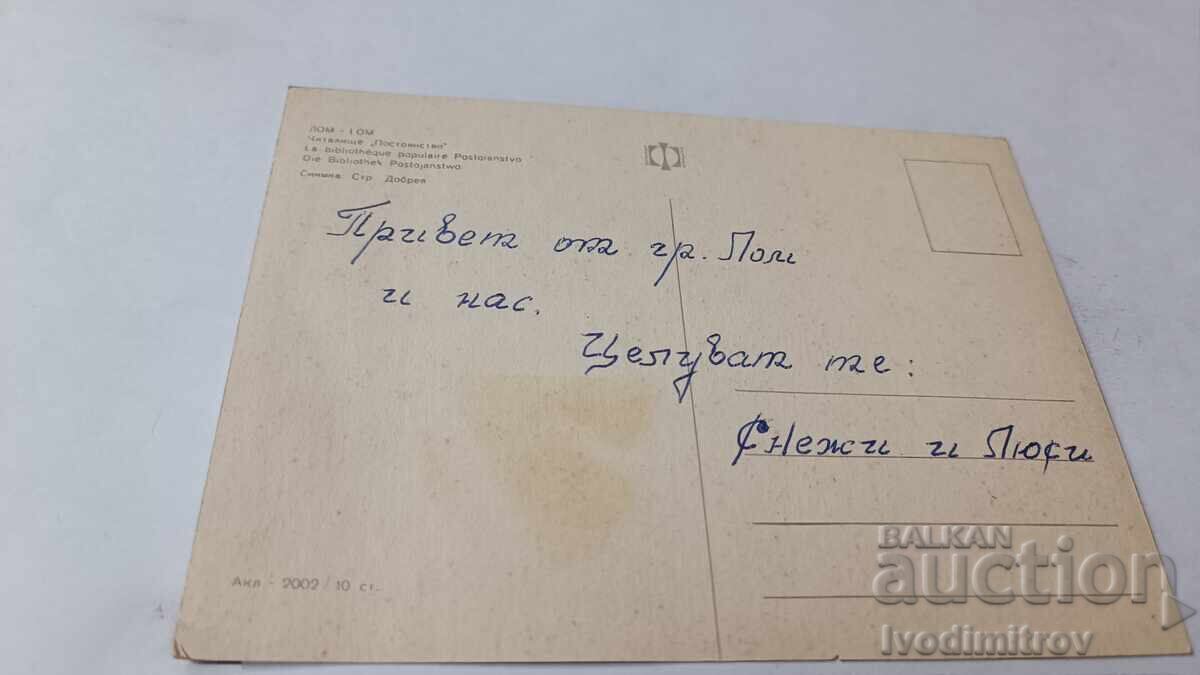 ЛОМ - LOM
Читалище „Постоянство"
La bibliothèque populaire Postoianstvo
Die Bibliothek Postojanstwo
Снимка Стр. Добрев
Привет от гр. Лом
и нас.
Целуват те:
Снежи и Люси
Акл - 2002 / 10 ст.
BALKAN
auction
Ivodimitrov